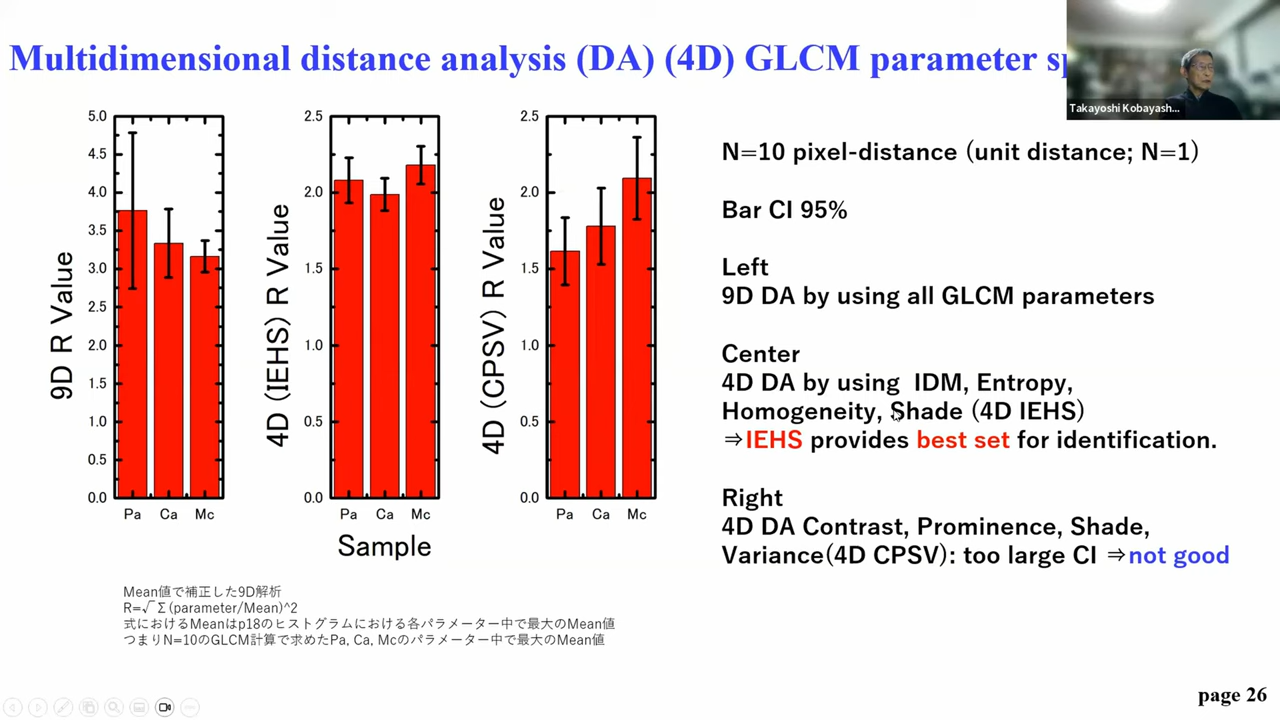 Multidimensional distance analysis (DA) (4D) GLCM parameter sp
Takayoshi Kobayash...
9D R Value
5.0
4.5
4.0
3.5
3.0
2.5
2.0
1.5
1.0
0.5
0.0
Pa Ca Mc
4D (IEHS) R Value
2.5
2.0
1.5
1.0
0.5
0.0
Pa Ca Mc
Sample
4D (CPSV) R Value
2.5
2.0
1.5
1.0
0.5
0.0
Pa Ca Mc
N=10 pixel-distance (unit distance; N=1)
Bar CI 95%
Left
9D DA by using all GLCM parameters
Center
4D DA by using IDM, Entropy,
Homogeneity, Shade (4D IEHS)
⇒IEHS provides best set for identification.
Right
4D DA Contrast, Prominence, Shade,
Variance(4D CPSV): too large CI ⇒not good
Mean値で補正した9D解析
R=√Σ(parameter/Mean)^2
式におけるMeanはp18のヒストグラムにおける各パラメーター中で最大のMean値
つまりN=10のGLCM計算で求めたPa, Ca, Mcのパラメーター中で最大のMean値
page 26